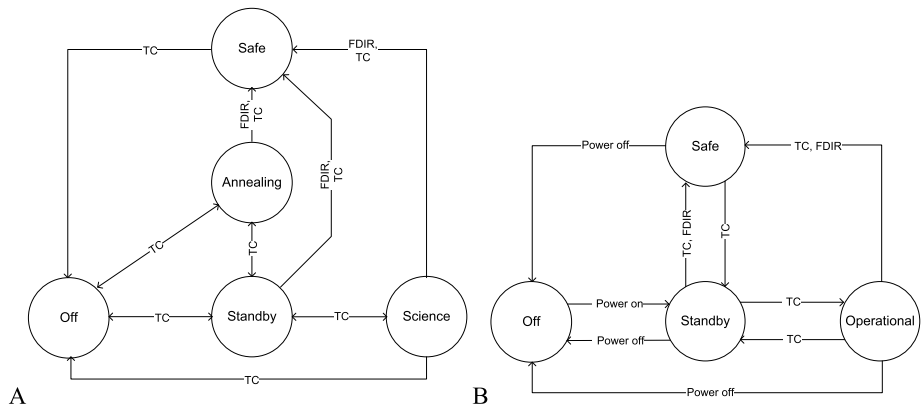 Safe
TC
FDIR,
TC
FDIR,
TC
Annealing
FDIR,
TC
TC
TC
Off
TC
Standby
TC
Science
TC
A
Safe
Power off
TC, FDIR
TC, FDIR
TC
Off
Power on
Power off
Standby
TC
TC
Operational
Power off
B